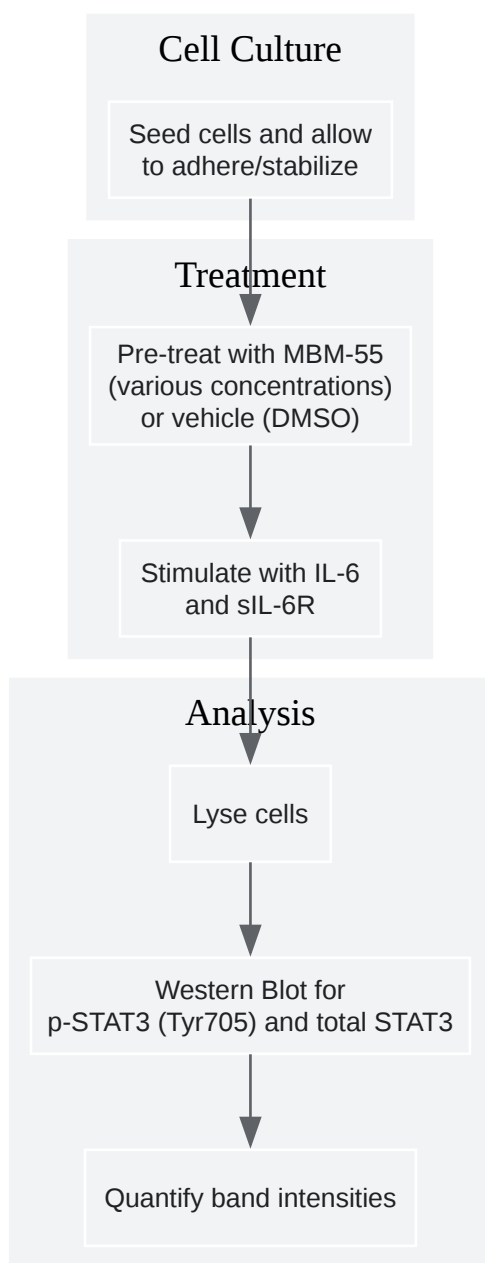 Cell Culture
Seed cells and allow
to adhere/stabilize
Treatment
Pre-treat with MBM-55
(various concentrations)
or vehicle (DMSO)
Stimulate with IL-6
and sIL-6R
Analysis
Lyse cells
Western Blot for
p-STAT3 (Tyr705) and total STAT3
Quantify band intensities